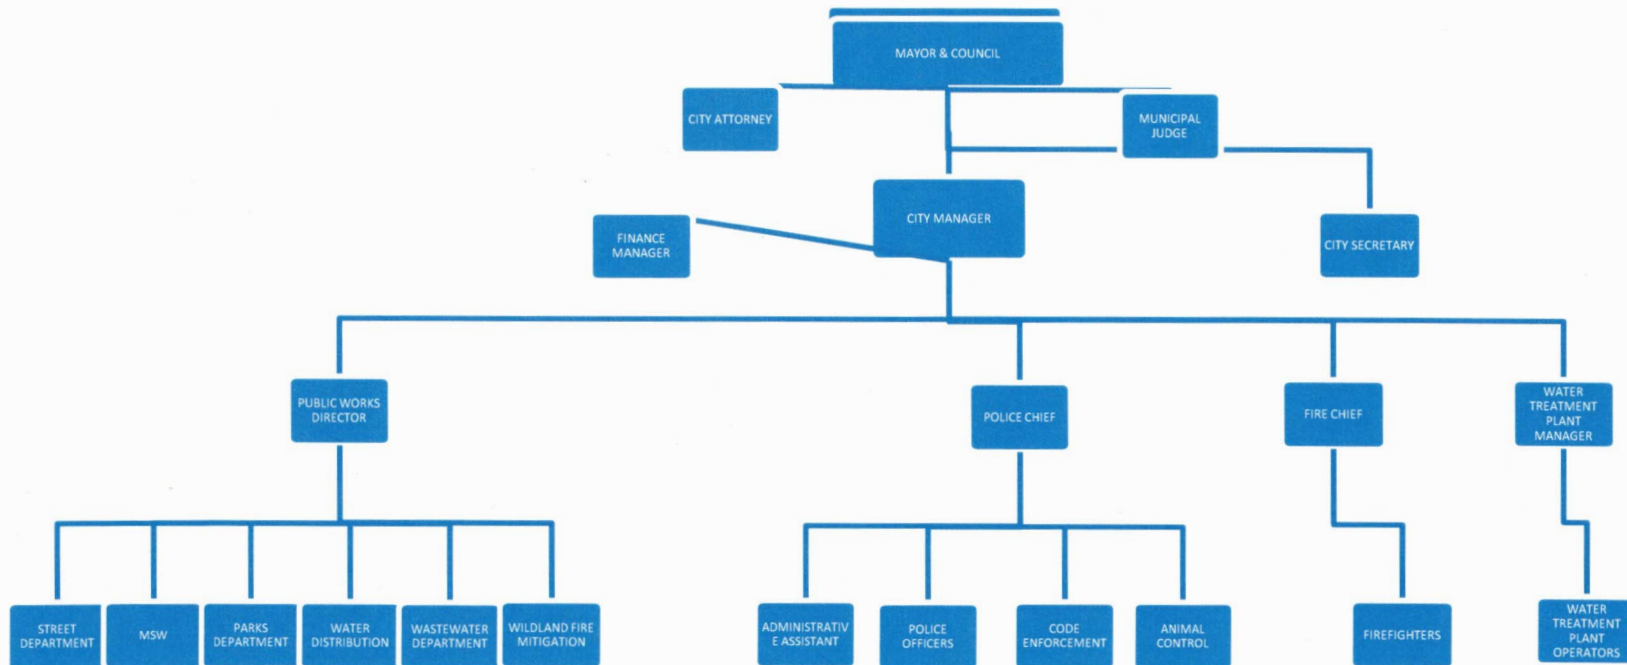 MAYOR & COUNCIL
CITY ATTORNEY
MUNICIPAL
JUDGE
CITY MANAGER
FINANCE
MANAGER
CITY SECRETARY
PUBLIC WORKS
DIRECTOR
POLICE CHIEF
FIRE CHIEF
WATER
TREATMENT
PLANT
MANAGER
STREET
DEPARTMENT
MSW
PARKS
DEPARTMENT
WATER
DISTRIBUTION
WASTEWATER
DEPARTMENT
WILDLAND FIRE
MITIGATION
ADMINISTRATIV
E ASSISTANT
POLICE
OFFICERS
CODE
ENFORCEMENT
ANIMAL
CONTROL
FIREFIGHTERS
WATER
TREATMENT
PLANT
OPERATORS